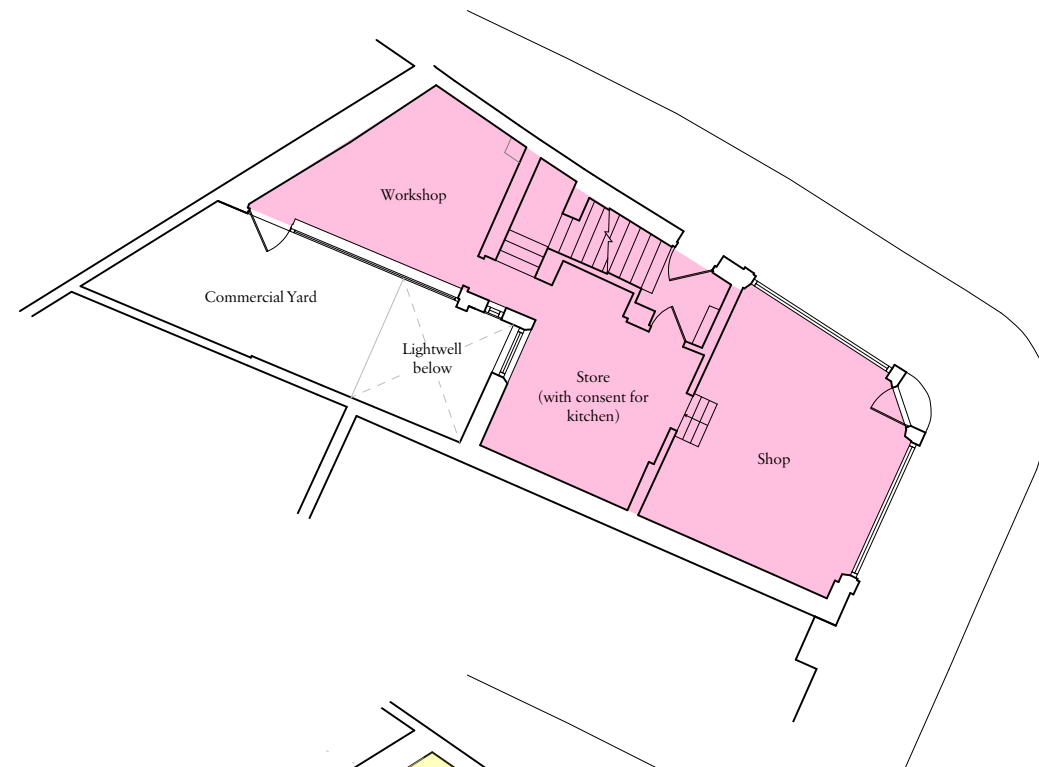 Workshop
Commercial Yard
Lightwell
below
Store
(with consent for
kitchen)
Shop